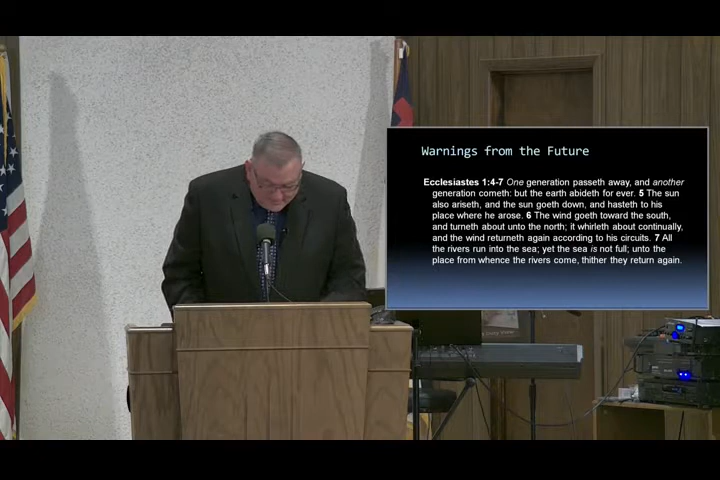 Warnings from the Future
Ecclesiastes 1:4-7 One generation passeth away, and another
generation cometh: but the earth abideth for ever. 5 The sun
also ariseth, and the sun goeth down, and hasteth to his
place where he arose. 6 The wind goeth toward the south,
and turneth about unto the north; it whirleth about continually,
and the wind returneth again according to his circuits. 7 All
the rivers run into the sea; yet the sea is not full; unto the
place from whence the rivers come, thither they return again.